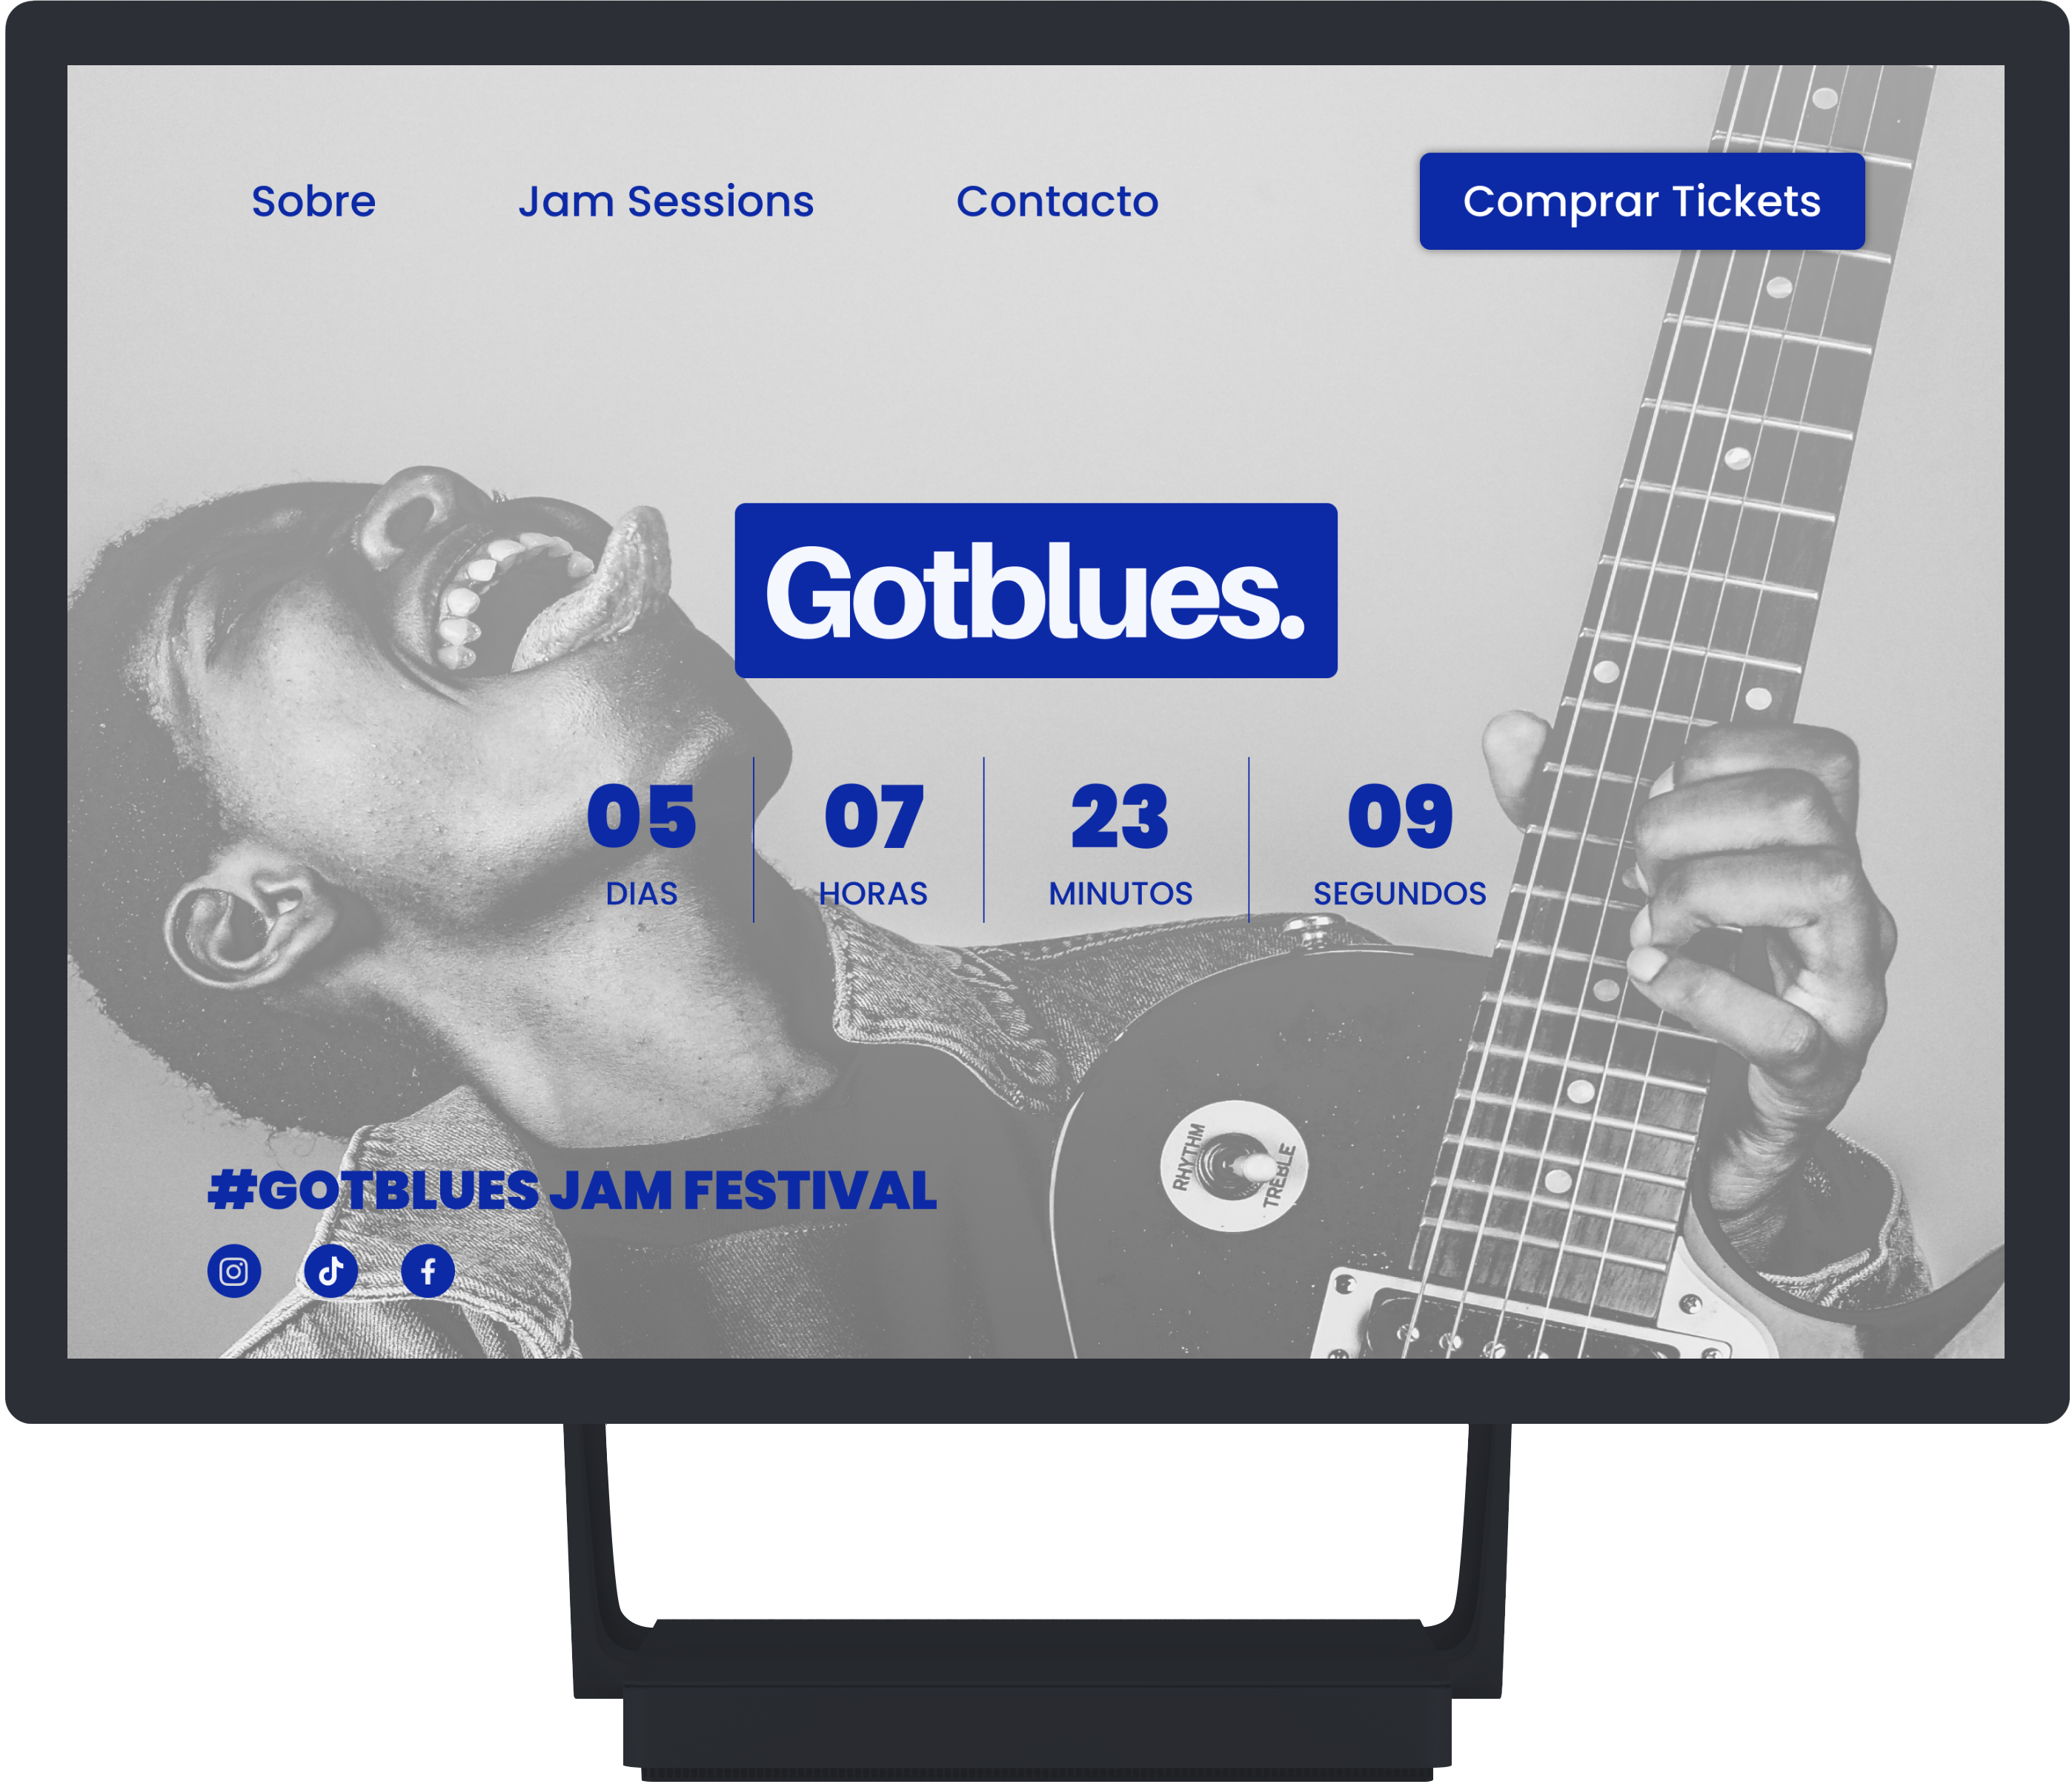 Sobre Jam Sessions Contacto Comprar Tickets
Gotblues.
05 07 23 09
DIAS HORAS MINUTOS SEGUNDOS
RHYTHM
TREBLE
#GOTBLUES JAM FESTIVAL